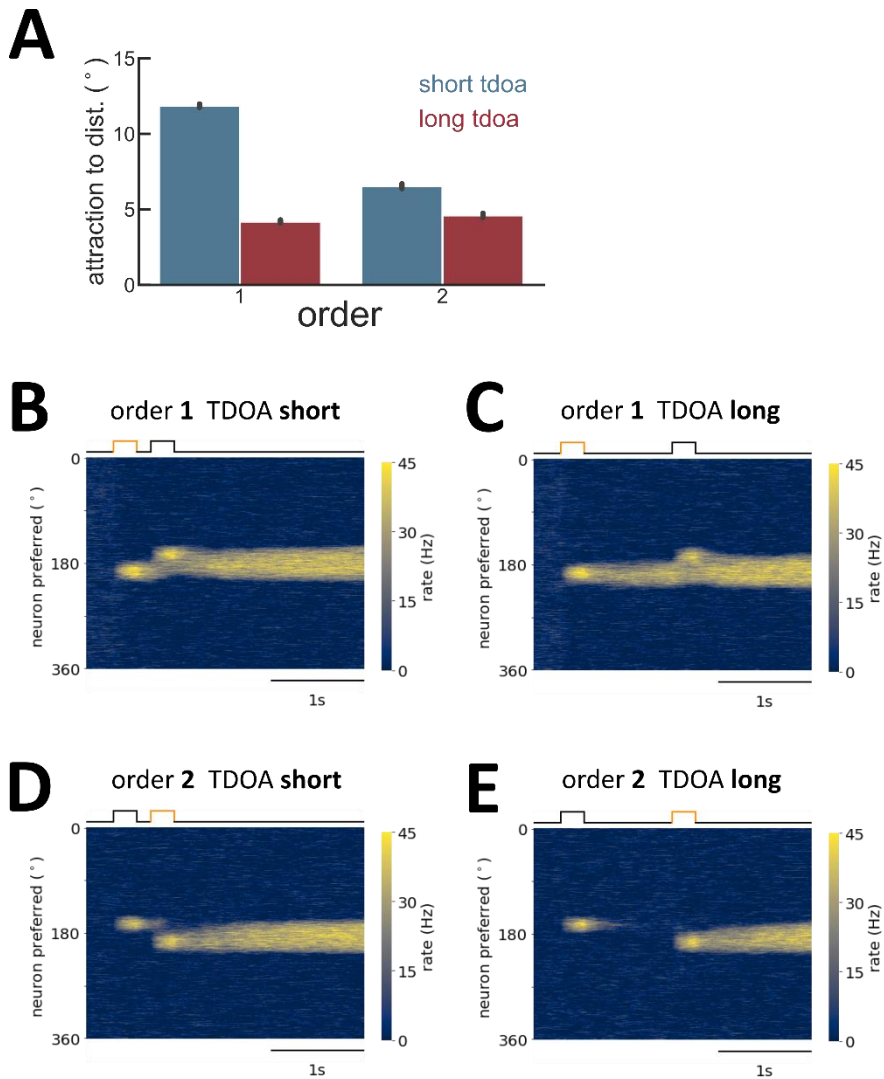 A
attraction to dist. (°)
15
10
5
0
short tdoa
long tdoa
1
2
order
B
order 1 TDOA short
neuron preferred (°)
0
180
360
45
30
15
0
rate (Hz)
1s
C
order 1 TDOA long
neuron preferred (°)
0
180
360
45
30
15
0
rate (Hz)
1s
D
order 2 TDOA short
neuron preferred (°)
0
180
360
45
30
15
0
rate (Hz)
1s
E
order 2 TDOA long
neuron preferred (°)
0
180
360
45
30
15
0
rate (Hz)
1s